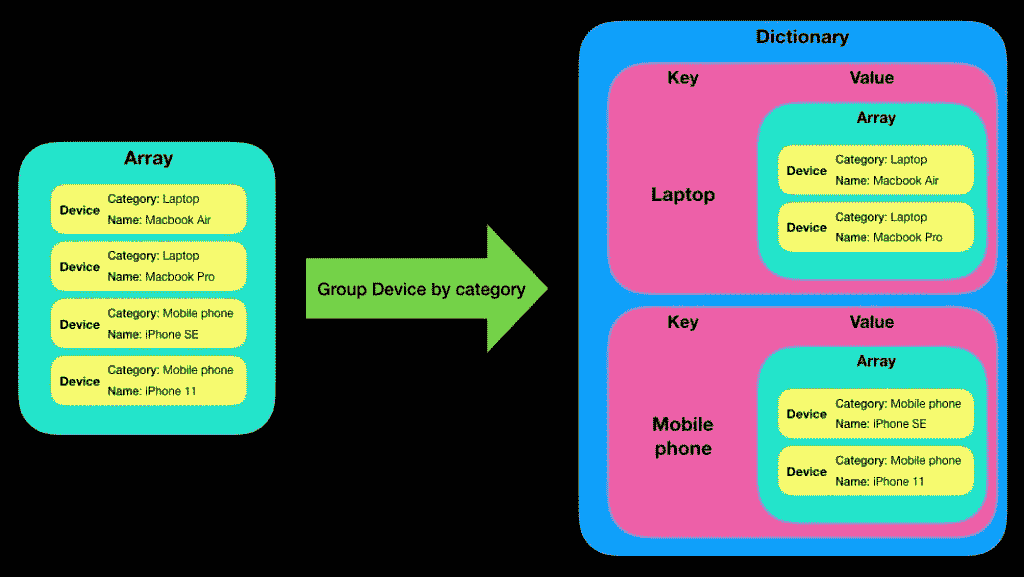 Array
Device
Category: Laptop
Name: Macbook Air
Device
Category: Laptop
Name: Macbook Pro
Device
Category: Mobile phone
Name: iPhone SE
Device
Category: Mobile phone
Name: iPhone 11
Group Device by category
Dictionary
Key
Value
Laptop
Array
Device
Category: Laptop
Name: Macbook Air
Device
Category: Laptop
Name: Macbook Pro
Key
Value
Mobile
phone
Array
Device
Category: Mobile phone
Name: iPhone SE
Device
Category: Mobile phone
Name: iPhone 11